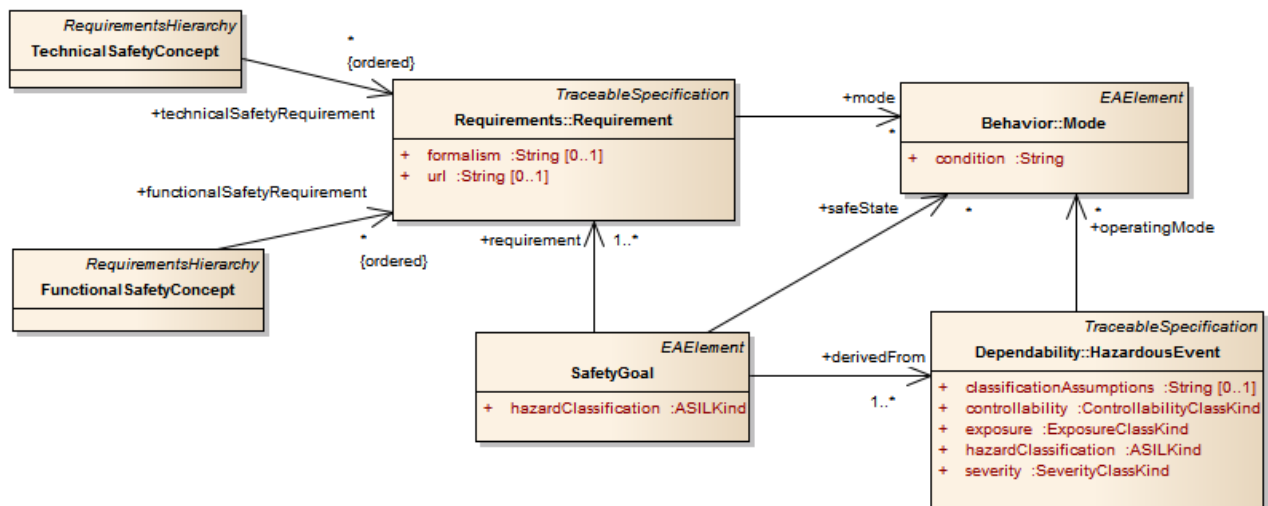 RequirementsHierarchy
TechnicalSafetyConcept
*
{ordered}
+technicalSafetyRequirement
TraceableSpecification
Requirements::Requirement
+ formalism :String [0..1]
+ url :String [0..1]
+mode
*
EAElement
Behavior::Mode
+ condition :String
+functionalSafetyRequirement
*
{ordered}
RequirementsHierarchy
FunctionalSafetyConcept
+requirement
1..*
+safeState
*
*
+operatingMode
EAElement
SafetyGoal
+ hazardClassification :ASILKind
+derivedFrom
1..*
TraceableSpecification
Dependability::HazardousEvent
+ classificationAssumptions :String [0..1]
+ controllability :ControllabilityClassKind
+ exposure :ExposureClassKind
+ hazardClassification :ASILKind
+ severity :SeverityClassKind